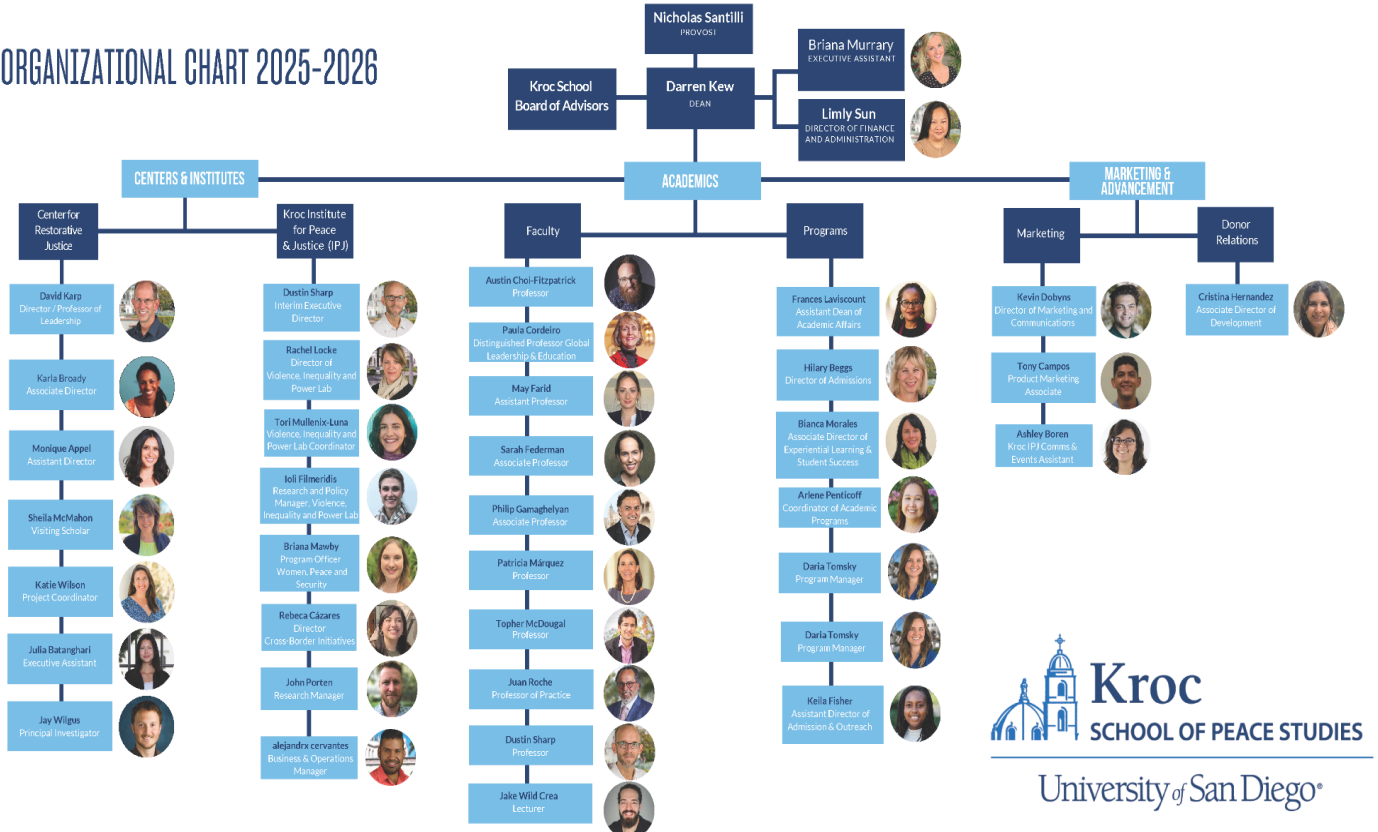 Nicholas Santilli
PROVOST
ORGANIZATIONAL CHART 2025-2026
Kroc School
Board of Advisors
Darren Kew
DEAN
Briana Murrary
EXECUTIVE ASSISTANT
Limly Sun
DIRECTOR OF FINANCE
AND ADMINISTRATION
CENTERS & INSTITUTES
ACADEMICS
MARKETING &
ADVANCEMENT
Center for
Restorative
Justice
David Karp
Director / Professor of
Leadership
Karla Broady
Associate Director
Monique Appel
Assistant Director
Sheila McMahon
Visiting Scholar
Katie Wilson
Project Coordinator
Julia Batanghari
Executive Assistant
Jay Wilgus
Principal Investigator
Kroc Institute
for Peace
& Justice (IPJ)
Dustin Sharp
Interim Executive
Director
Rachel Locke
Director of
Violence, Inequality and
Power Lab
Tori Mullenix-Luna
Violence, Inequality and
Power Lab Coordinator
Ioli Filmeridis
Research and Policy
Manager, Violence,
Inequality and Power Lab
Briana Mawby
Program Officer
Women, Peace and
Security
Rebeca Cázares
Director
Cross-Border Initiatives
John Porten
Research Manager
alejandrx cervantes
Business & Operations
Manager
Faculty
Austin Choi-Fitzpatrick
Professor
Paula Cordeiro
Distinguished Professor Global
Leadership & Education
May Farid
Assistant Professor
Sarah Federman
Associate Professor
Philip Gamaghelyan
Associate Professor
Patricia Márquez
Professor
Topher McDougal
Professor
Juan Roche
Professor of Practice
Dustin Sharp
Professor
Jake Wild Crea
Lecturer
Programs
Frances Laviscount
Assistant Dean of
Academic Affairs
Hilary Beggs
Director of Admissions
Bianca Morales
Associate Director of
Experiential Learning &
Student Success
Arlene Penticoff
Coordinator of Academic
Programs
Daria Tomsky
Program Manager
Daria Tomsky
Program Manager
Keila Fisher
Assistant Director of
Admission & Outreach
Marketing
Kevin Dobyns
Director of Marketing and
Communications
Tony Campos
Product Marketing
Associate
Ashley Boren
Kroc IPJ Comms &
Events Assistant
Donor
Relations
Cristina Hernandez
Associate Director of
Development
Kroc
SCHOOL OF PEACE STUDIES
University of San Diego®